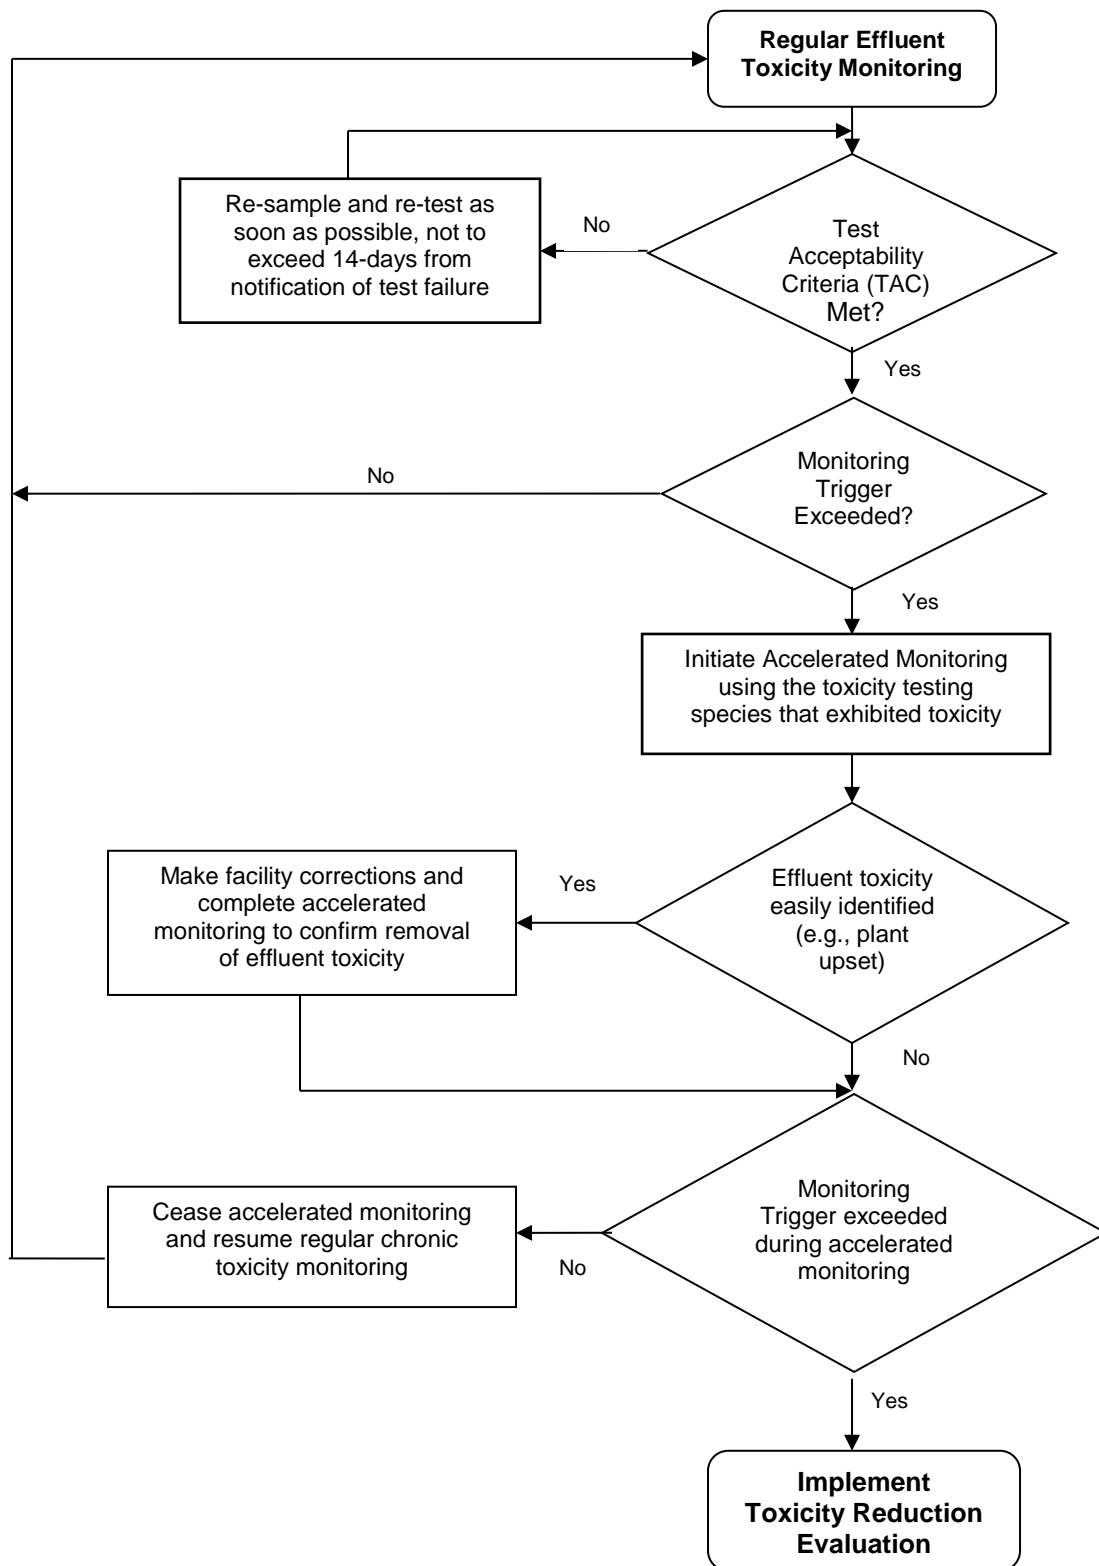 Regular Effluent
Toxicity Monitoring
Re-sample and re-test as
soon as possible, not to
exceed 14-days from
notification of test failure
No
Test
Acceptability
Criteria (TAC)
Met?
Yes
No
Monitoring
Trigger
Exceeded?
Yes
Initiate Accelerated Monitoring
using the toxicity testing
species that exhibited toxicity
Make facility corrections and
complete accelerated
monitoring to confirm removal
of effluent toxicity
Yes
Effluent toxicity
easily identified
(e.g., plant
upset)
No
Cease accelerated monitoring
and resume regular chronic
toxicity monitoring
No
Monitoring
Trigger exceeded
during accelerated
monitoring
Yes
Implement
Toxicity Reduction
Evaluation